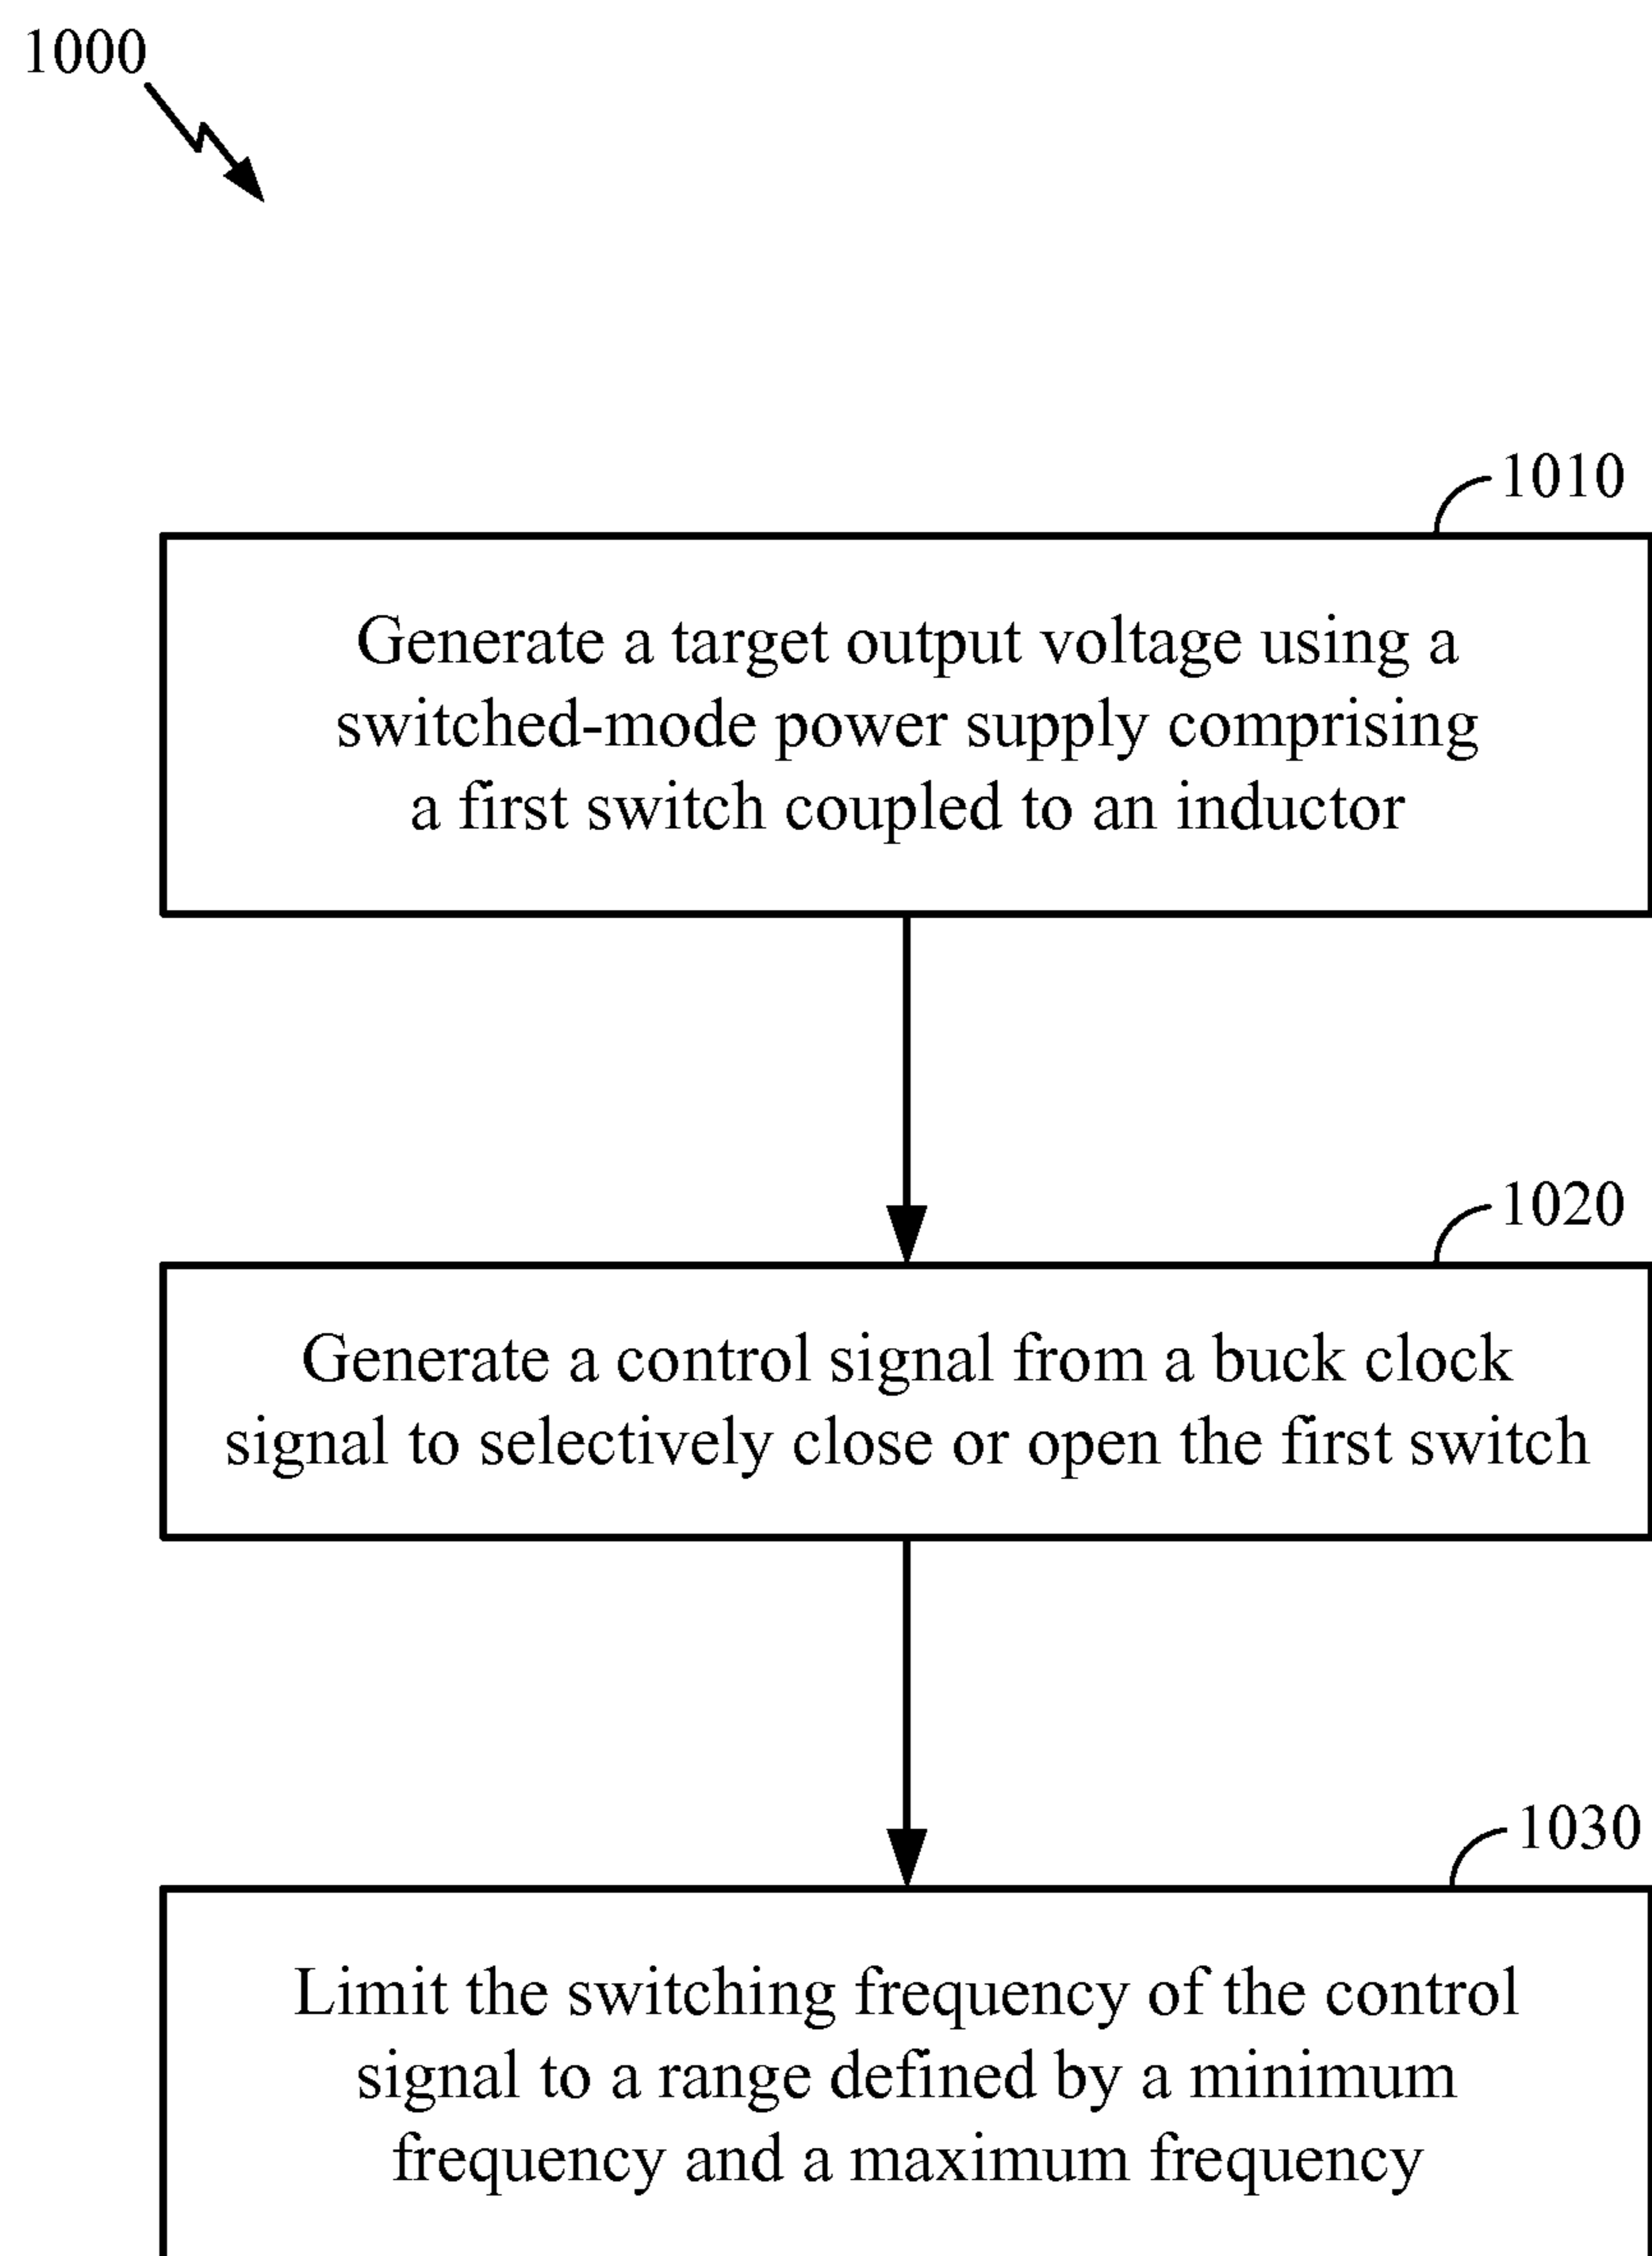 1000
1010
Generate a target output voltage using a
switched-mode power supply comprising
a first switch coupled to an inductor
1020
Generate a control signal from a buck clock
signal to selectively close or open the first switch
1030
Limit the switching frequency of the control
signal to a range defined by a minimum
frequency and a maximum frequency